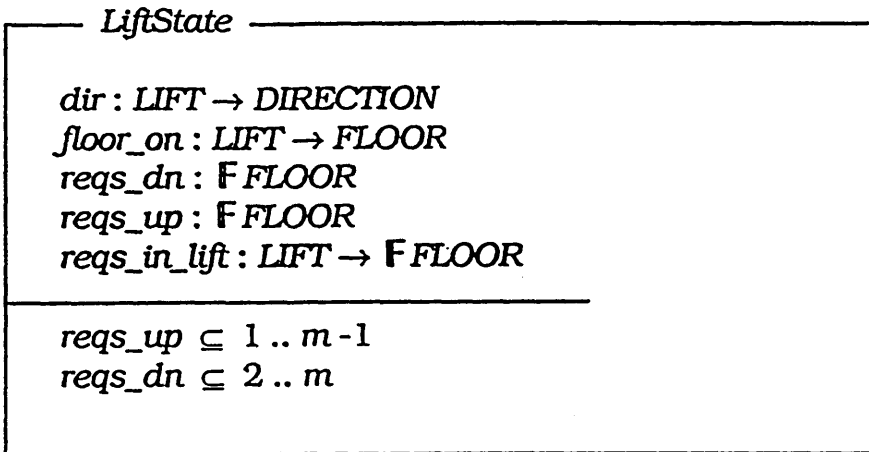 LiftState
dir : LIFT → DIRECTION
floor_on : LIFT → FLOOR
reqs_dn : 𝔽 FLOOR
reqs_up : 𝔽 FLOOR
reqs_in_lift : LIFT → 𝔽 FLOOR
reqs_up ⊆ 1 .. m -1
reqs_dn ⊆ 2 .. m